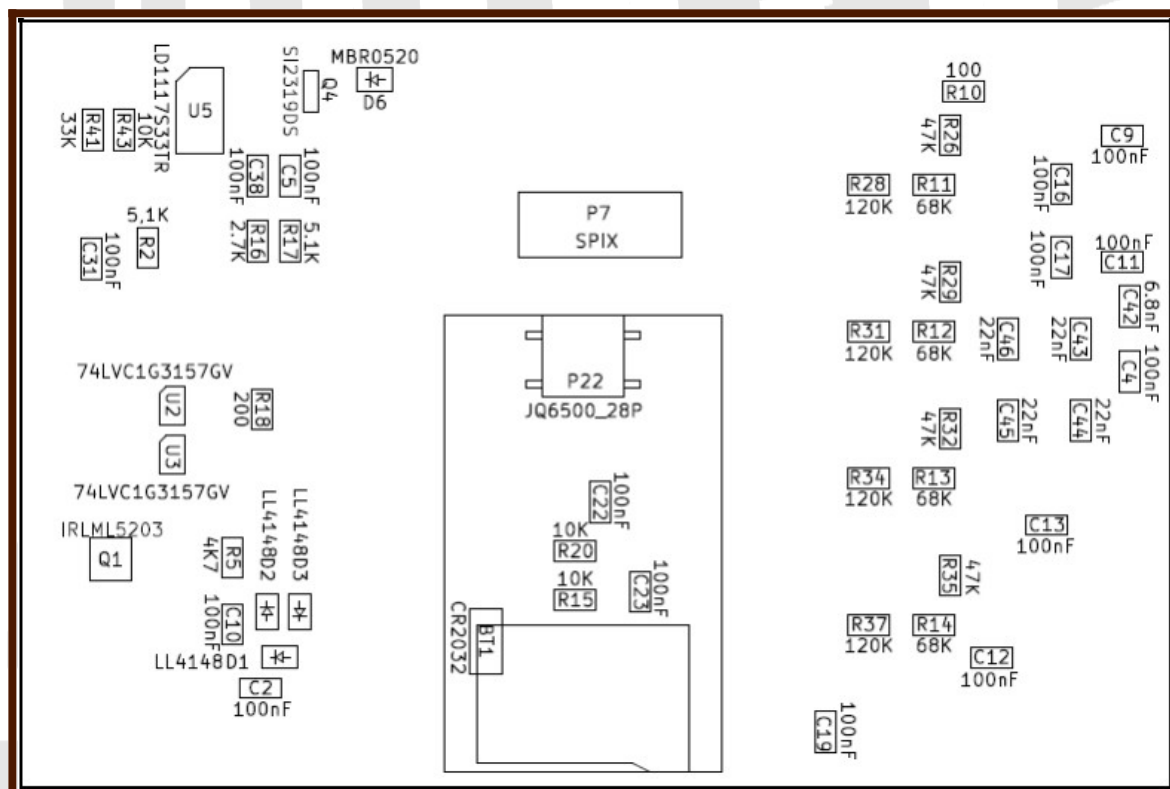 LD1117S33TR
U5
SI2319DS
Q4
MBR0520
D6
33K
R41
R43
10K
100nF
C38
C5
100nF
5,1K
R2
C31
100nF
2.7K
R16
R17
5.1K
P7
SPIX
74LVC1G3157GV
U2
200
R18
U3
74LVC1G3157GV
IRLML5203
Q1
4K7
R5
LL4148D2
LL4148D3
100nF
C10
LL4148D1
C2
100nF
P22
JQ6500_28P
C22
100nF
10K
R20
10K
R15
C23
100nF
CR2032
BT1
100
R10
47K
R26
R28
120K
R11
68K
C9
100nF
100nF
C16
100nF
C17
100nF
C11
47K
R29
C42
6.8nF
R31
120K
R12
68K
22nF
C46
22nF
C43
C4
100nF
47K
R32
C45
22nF
C44
22nF
R34
120K
R13
68K
C13
100nF
R35
47K
R37
120K
R14
68K
C12
100nF
C19
100nF